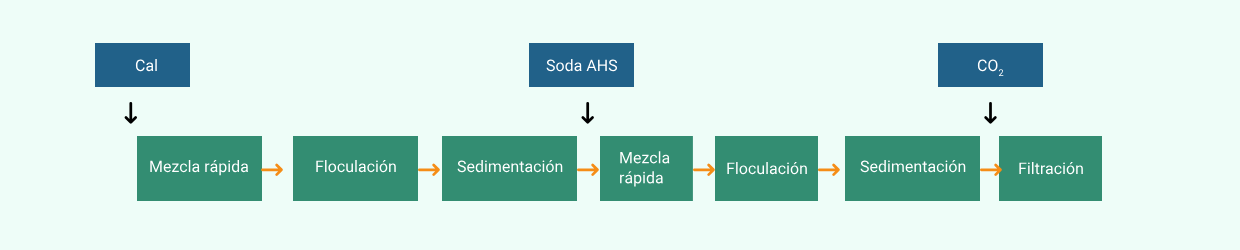 Cal
Soda AHS
CO₂
Mezcla rápida
Floculación
Sedimentación
Mezcla
rápida
Floculación
Sedimentación
Filtración